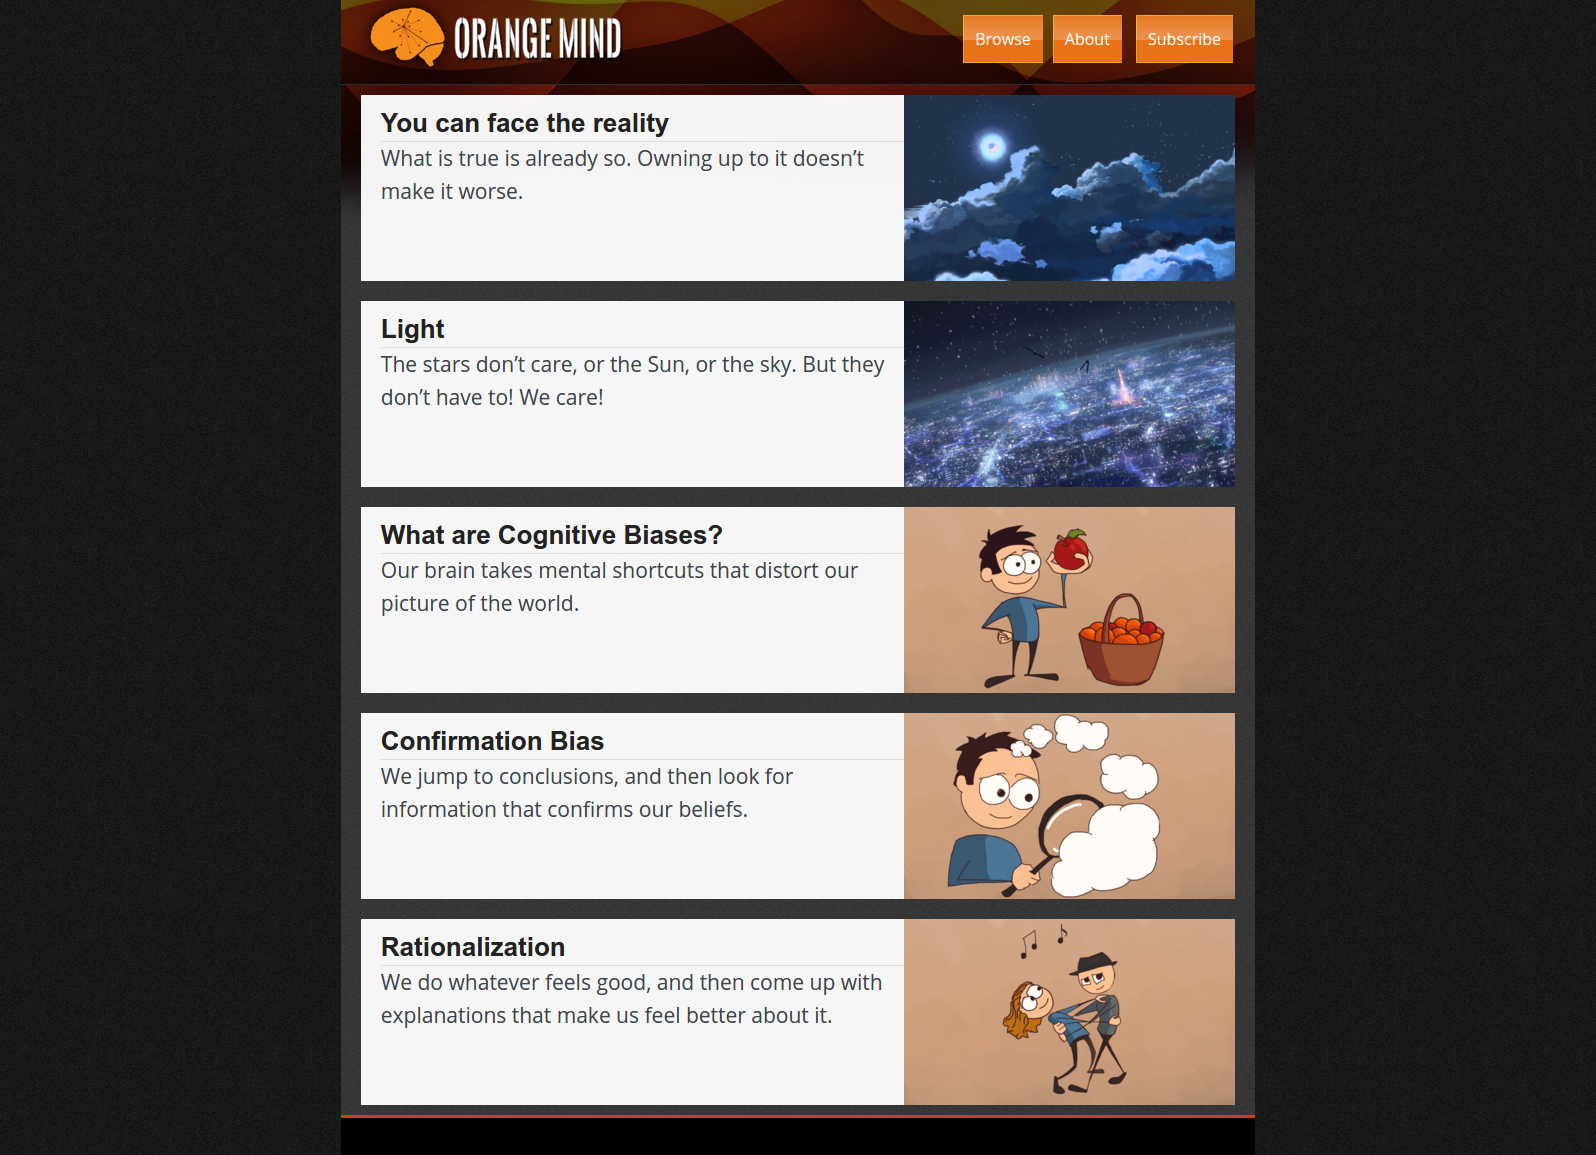 ORANGE MIND
Browse
About
Subscribe
You can face the reality
What is true is already so. Owning up to it doesn’t
make it worse.
Light
The stars don’t care, or the Sun, or the sky. But they
don’t have to! We care!
What are Cognitive Biases?
Our brain takes mental shortcuts that distort our
picture of the world.
Confirmation Bias
We jump to conclusions, and then look for
information that confirms our beliefs.
Rationalization
We do whatever feels good, and then come up with
explanations that make us feel better about it.